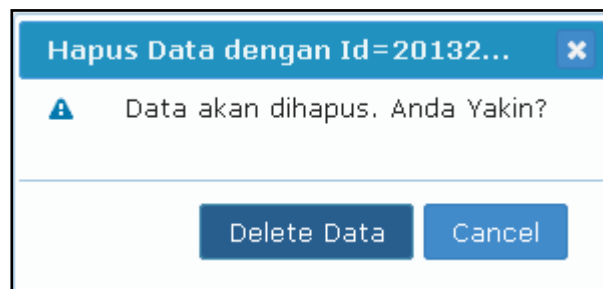 Hapus Data dengan Id=20132...
Data akan dihapus. Anda Yakin?
Delete Data Cancel